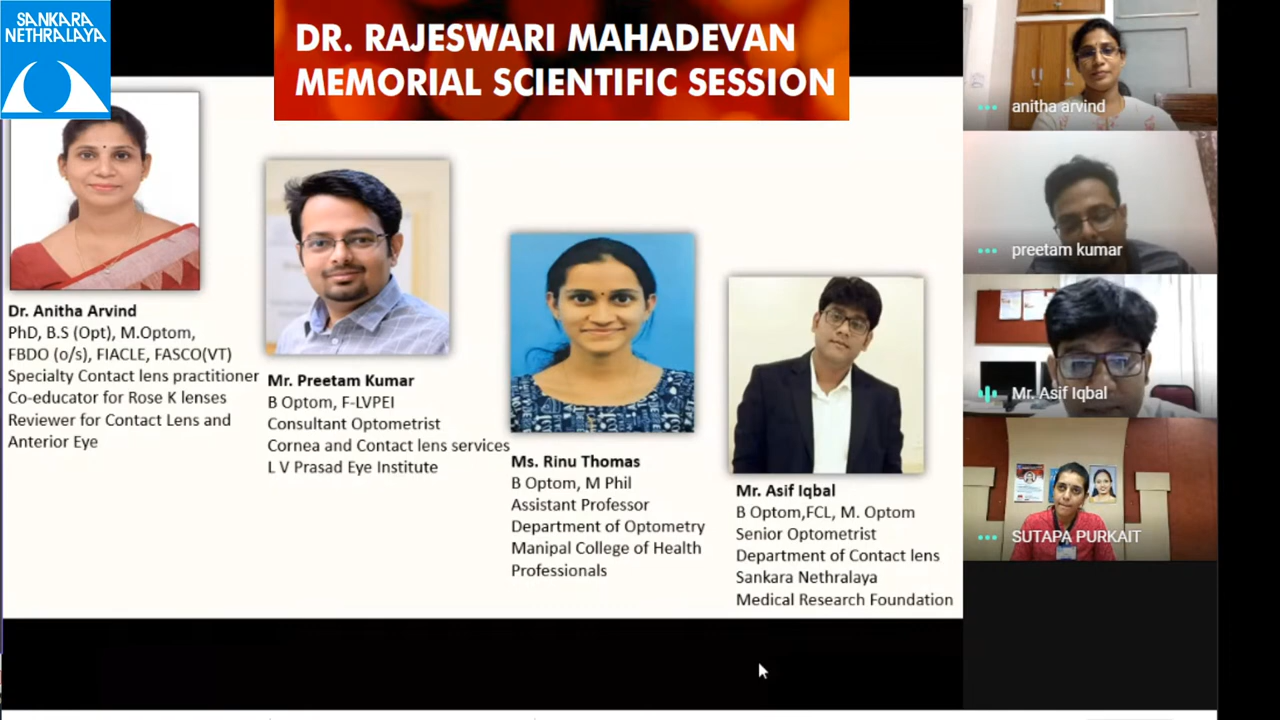 SANKARA
NETHRALAYA
DR. RAJESWARI MAHADEVAN
MEMORIAL SCIENTIFIC SESSION
Dr. Anitha Arvind
PhD, B.S (Opt), M.Optom,
FBDO (o/s), FIACLE, FASCO(VT)
Specialty Contact lens practitioner
Co-educator for Rose K lenses
Reviewer for Contact Lens and
Anterior Eye
Mr. Preetam Kumar
B Optom, F-LVPEI
Consultant Optometrist
Cornea and Contact lens services
L V Prasad Eye Institute
Ms. Rinu Thomas
B Optom, M Phil
Assistant Professor
Department of Optometry
Manipal College of Health
Professionals
Mr. Asif Iqbal
B Optom,FCL, M. Optom
Senior Optometrist
Department of Contact lens
Sankara Nethralaya
Medical Research Foundation
anitha arvind
preetam kumar
Mr. Asif Iqbal
SUTAPA PURKAIT